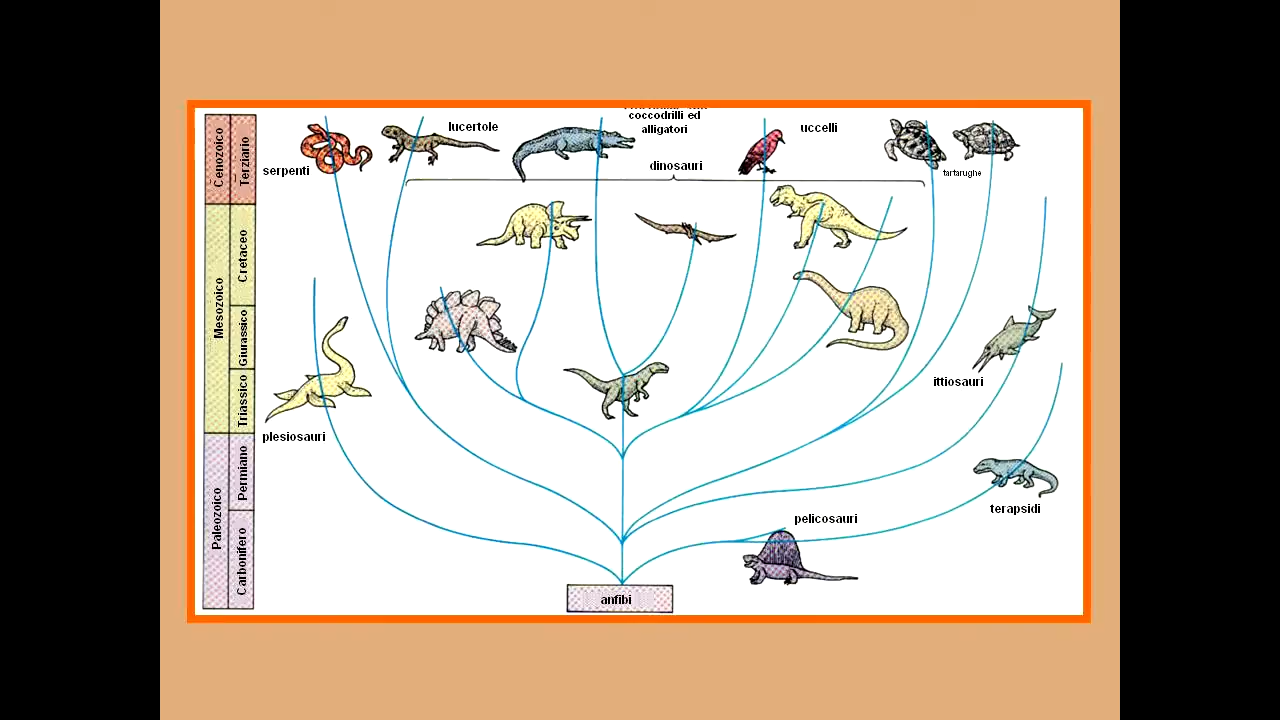 coccodrilli ed
alligatori
lucertole
uccelli
serpenti
dinosauri
tartarughe
Cenozoico
Terziario
Mesozoico
Cretaceo
Giurassico
Triassico
Paleozoico
Permiano
Carbonifero
plesiosauri
ittiosauri
terapsidi
pelicosauri
anfibi